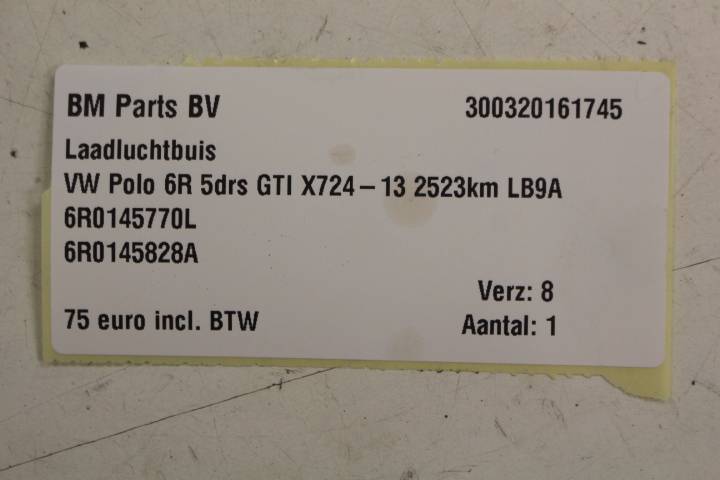 BM Parts BV 300320161745
Laadluchtbuis
VW Polo 6R 5drs GTI X724-13 2523km LB9A
6R0145770L
6R0145828A
Verz: 8
75 euro incl. BTW Aantal: 1